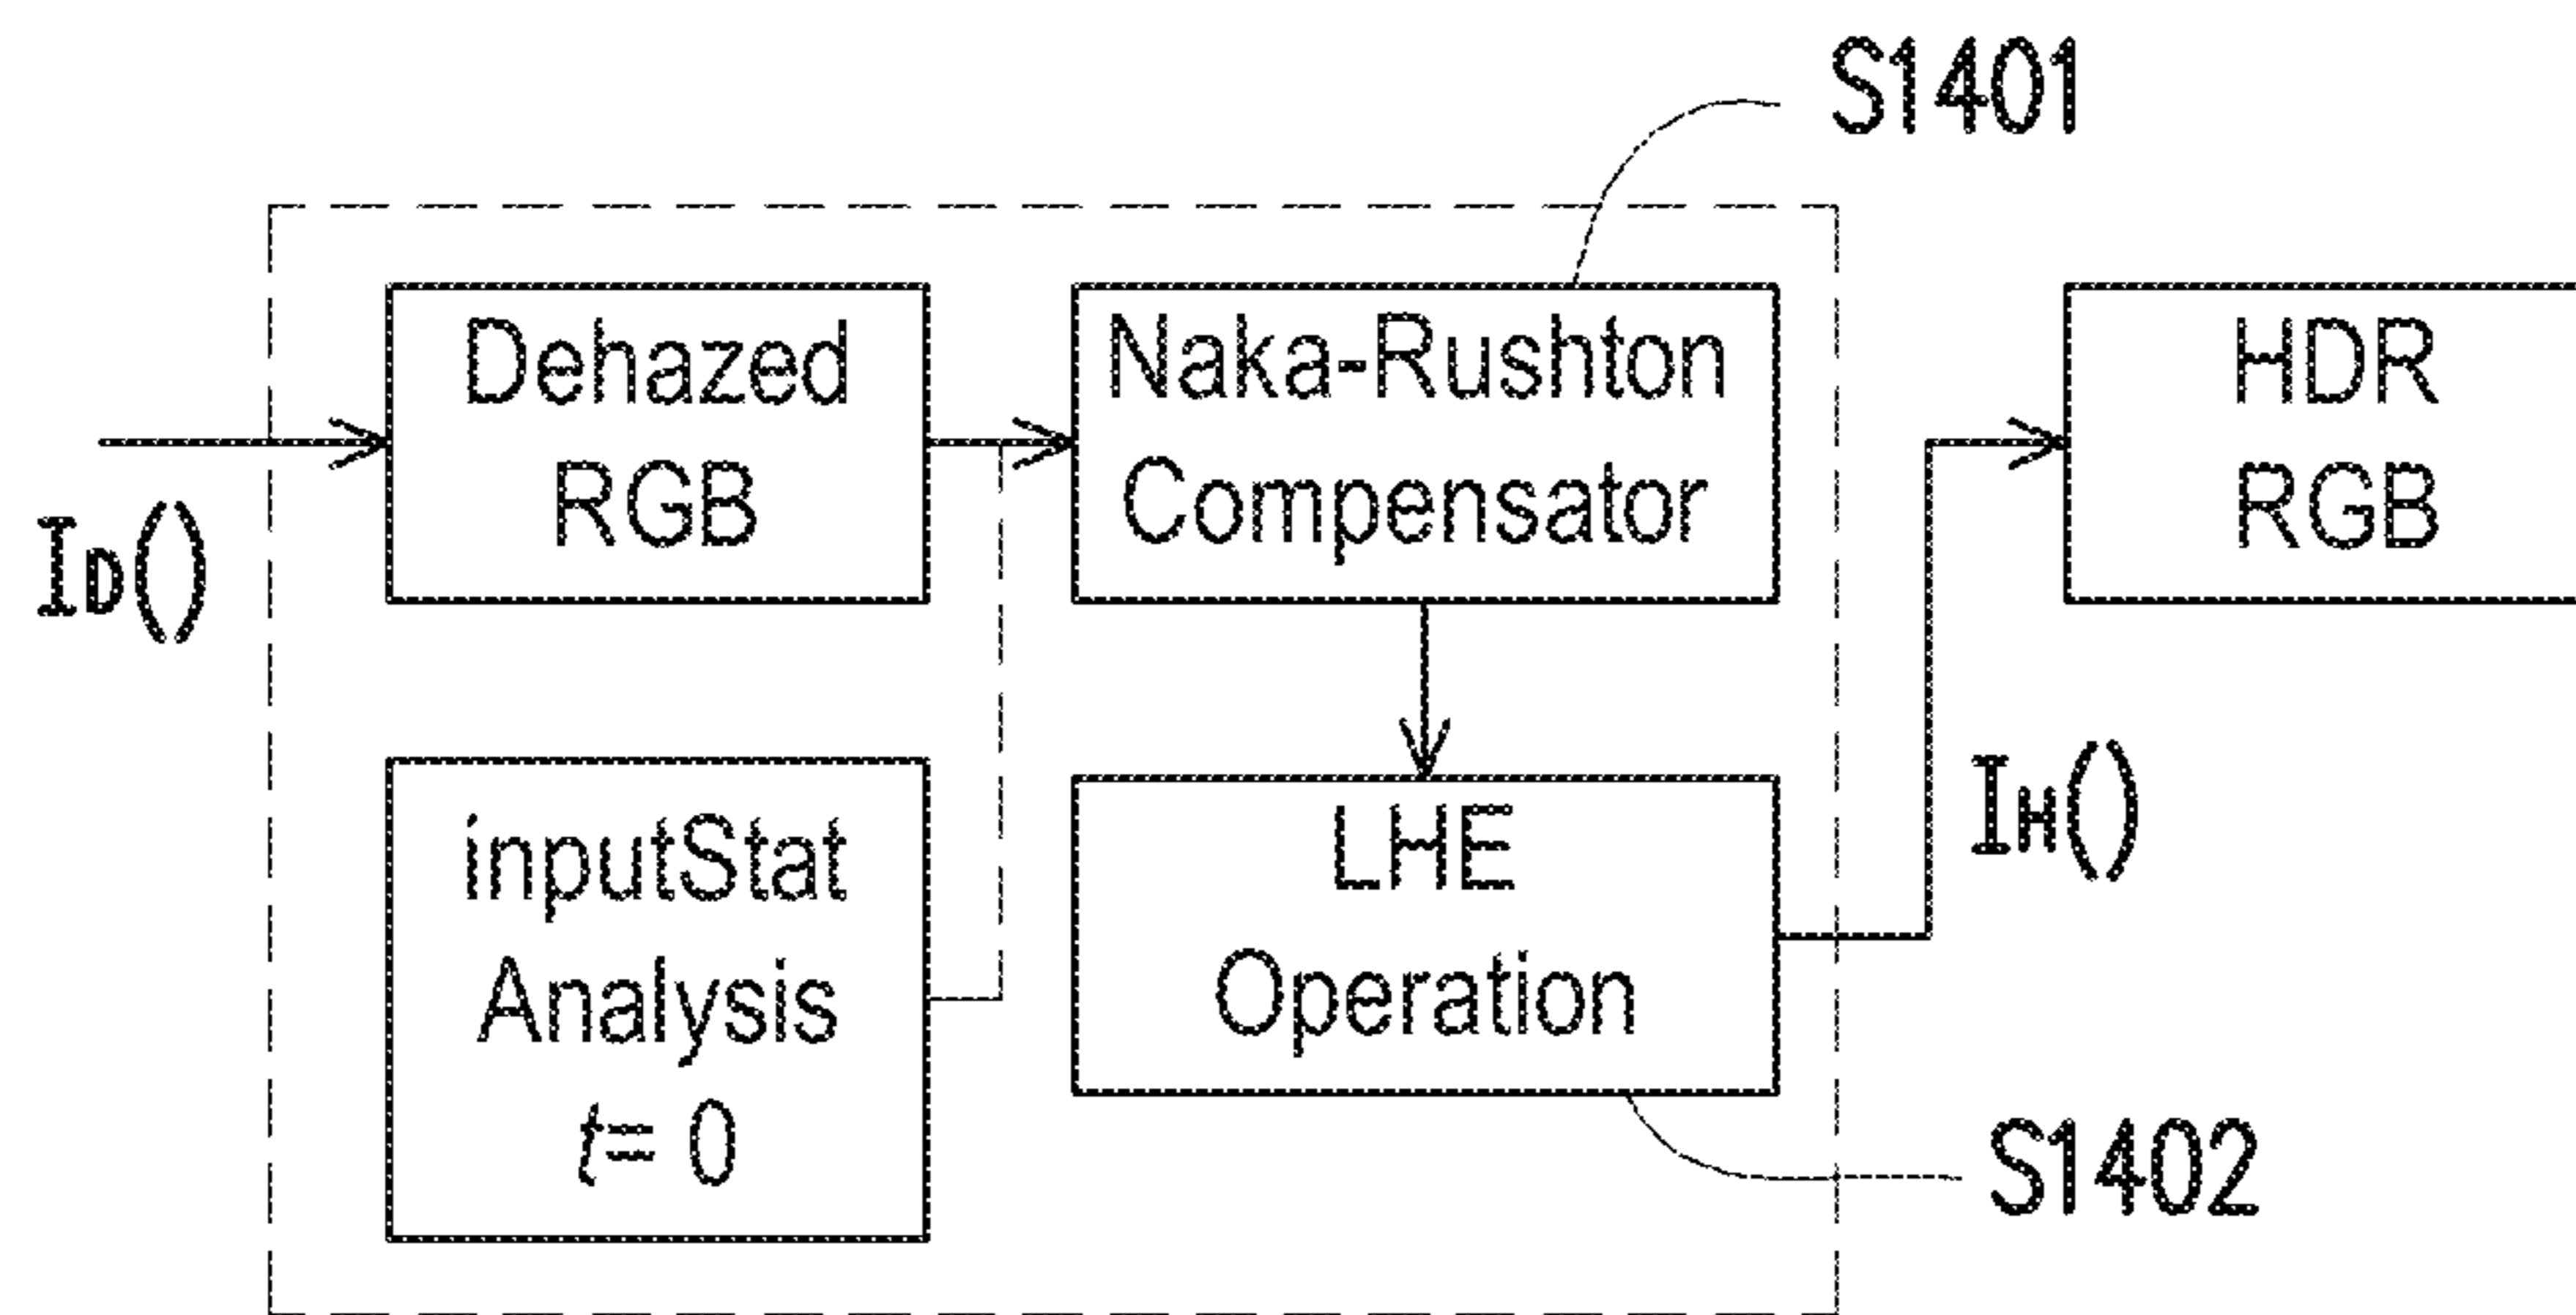 S1401
Dehazed
RGB
Naka-Rushton
Compensator
HDR
RGB
ID()
inputStat
Analysis
t= 0
LHE
Operation
IH()
S1402